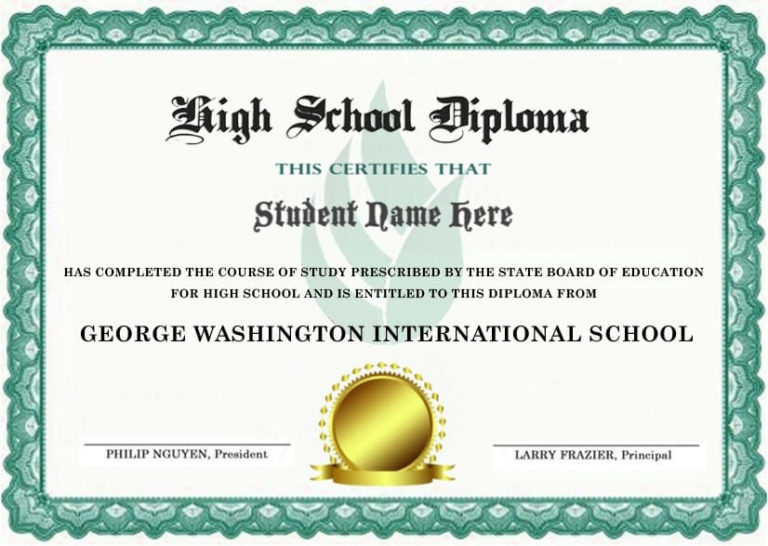 High School Diploma
THIS CERTIFIES THAT
Student Name Here
HAS COMPLETED THE COURSE OF STUDY PRESCRIBED BY THE STATE BOARD OF EDUCATION
FOR HIGH SCHOOL AND IS ENTITLED TO THIS DIPLOMA FROM
GEORGE WASHINGTON INTERNATIONAL SCHOOL
PHILIP NGUYEN, President
LARRY FRAZIER, Principal